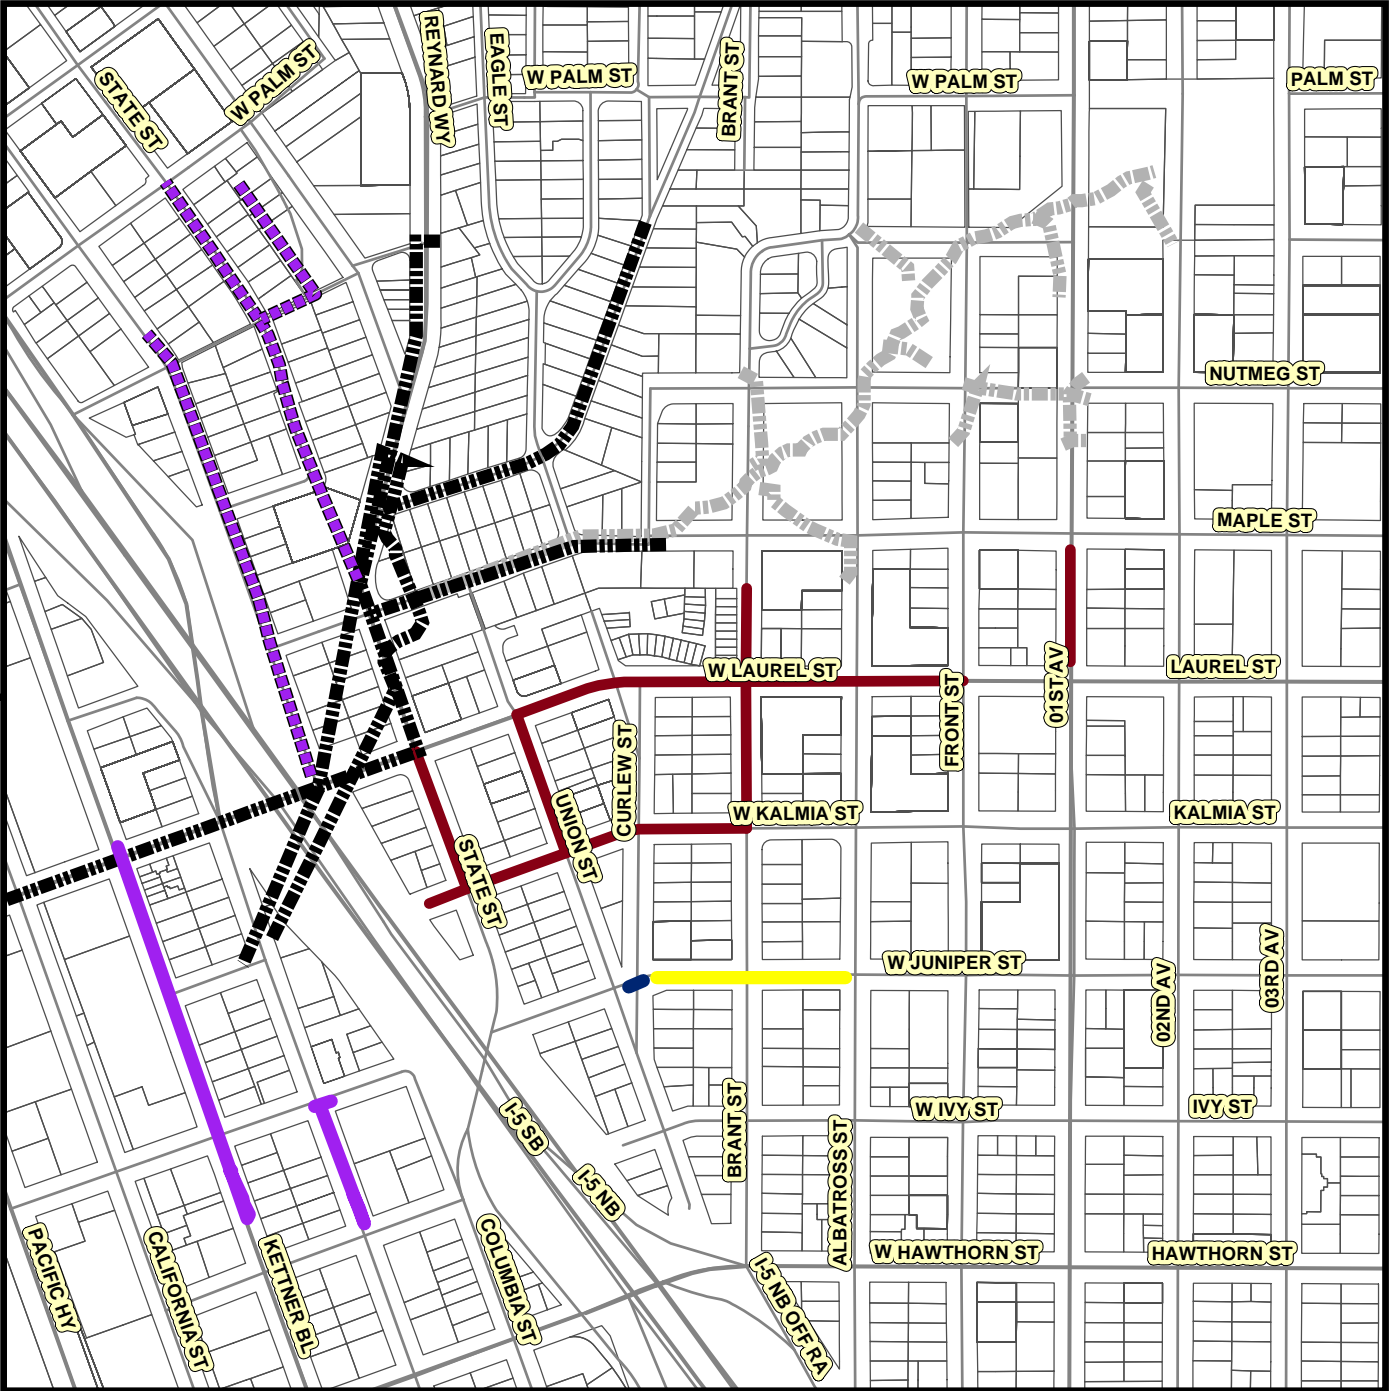 STATE ST
W PALM ST
REYNARD WY
EAGLE ST
W PALM ST
BRANT ST
W PALM ST
PALM ST
NUTMEG ST
MAPLE ST
W LAUREL ST
LAUREL ST
01ST AV
FRONT ST
CURLEW ST
UNION ST
STATE ST
W KALMIA ST
KALMIA ST
W JUNIPER ST
02ND AV
03RD AV
BRANT ST
W IVY ST
IVY ST
I-5 SB
I-5 NB
ALBATROSS ST
W HAWTHORN ST
HAWTHORN ST
PACIFIC HY
CALIFORNIA ST
KETTNER BL
COLUMBIA ST
I-5 NB OFF RA